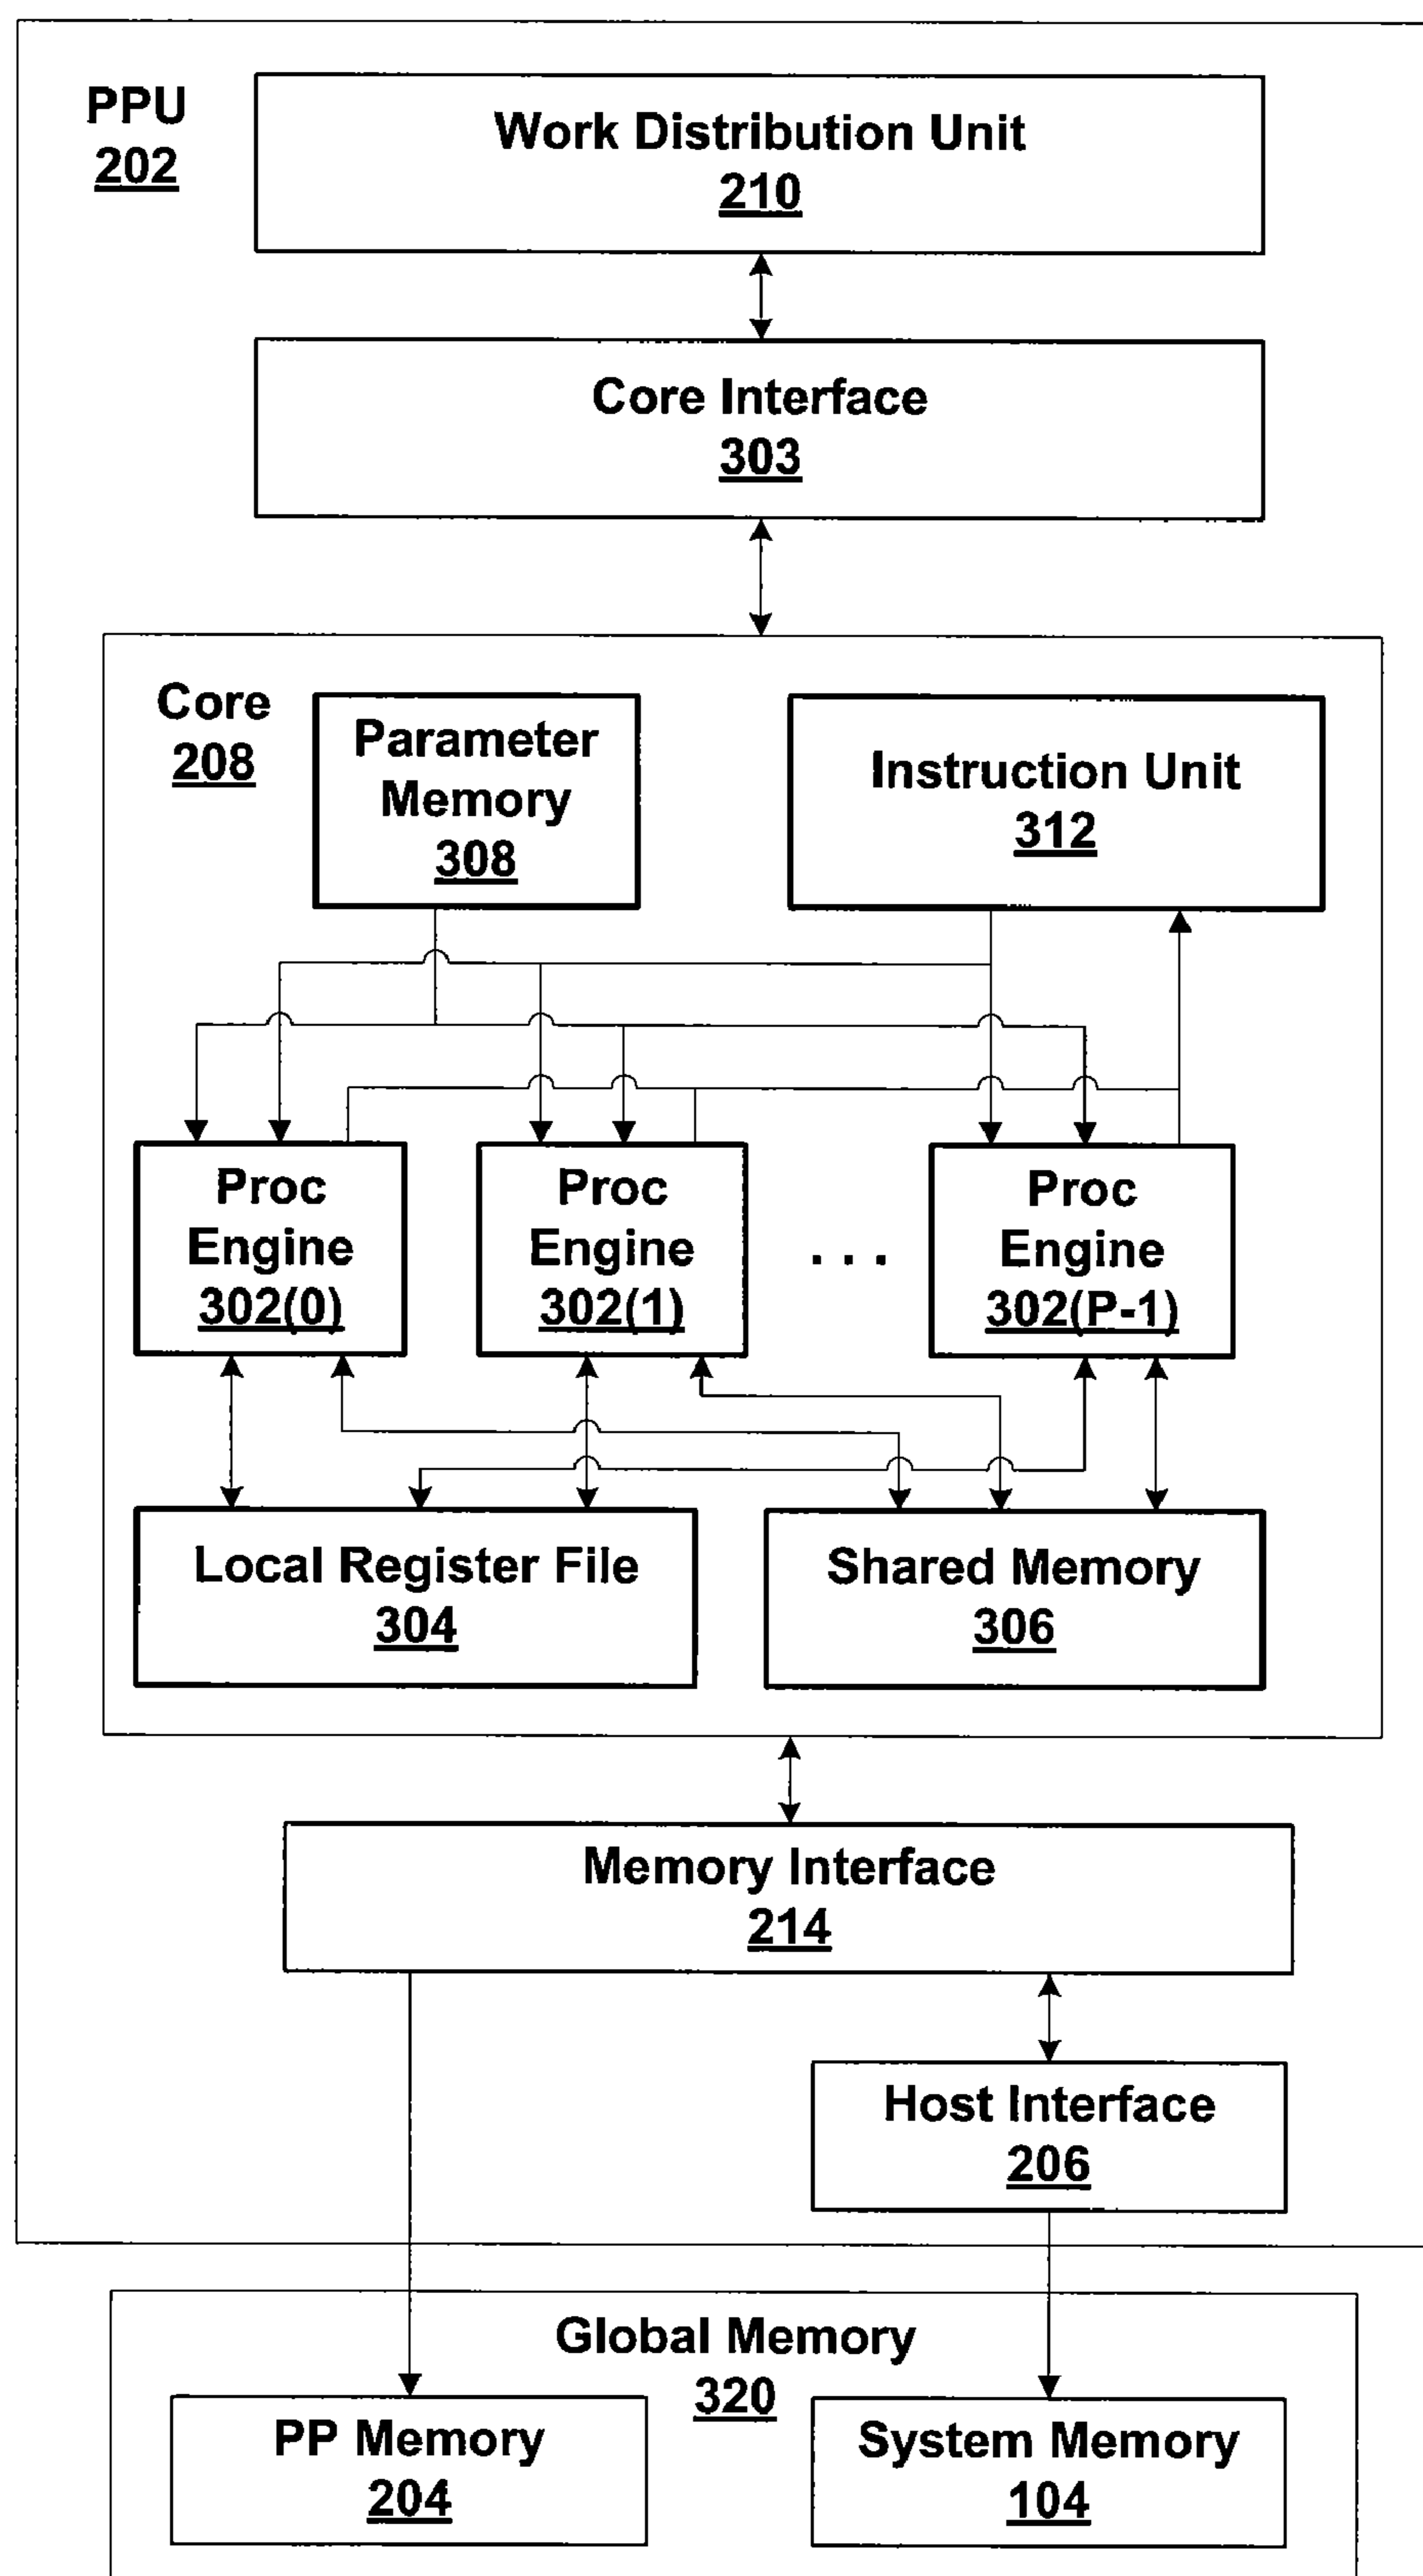 PPU
202
Work Distribution Unit
210
Core Interface
303
Core
208
Parameter
Memory
308
Instruction Unit
312
Proc
Engine
302(0)
Proc
Engine
302(1)
. . .
Proc
Engine
302(P-1)
Local Register File
304
Shared Memory
306
Memory Interface
214
Host Interface
206
Global Memory
320
PP Memory
204
System Memory
104